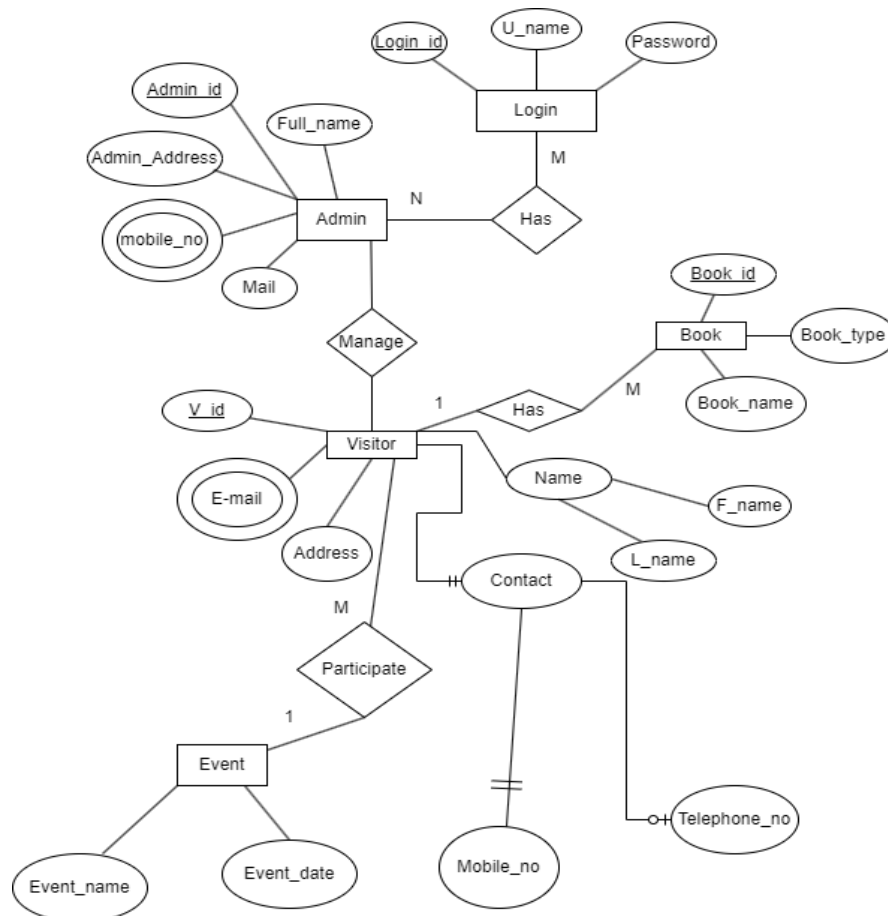 U_name
Login_id
Password
Login
Admin_id
Full_name
M
Admin_Address
N
Admin
Has
mobile_no
Mail
Book_id
Manage
Book
Book_type
M
V_id
1
Has
Book_name
Visitor
E-mail
Name
F_name
Address
L_name
Contact
M
Participate
1
Event
Telephone_no
Mobile_no
Event_name
Event_date